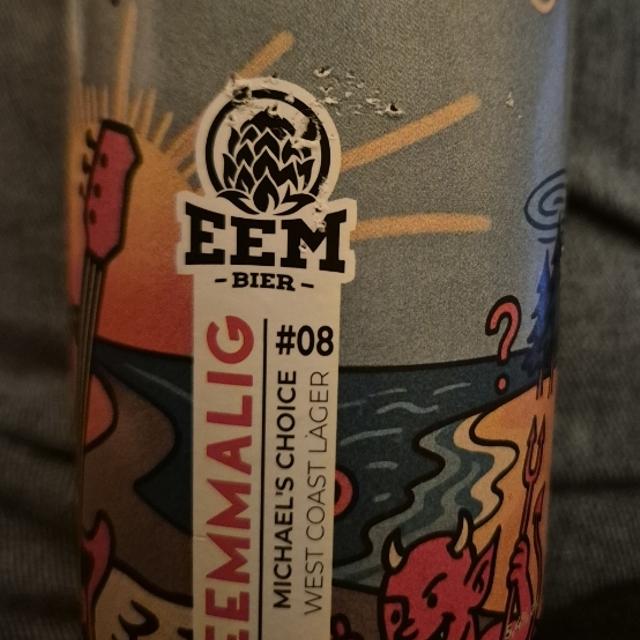 EEM
- BIER -
#08
EEMMALIG
MICHAEL'S CHOICE
WEST COAST LAGER
?